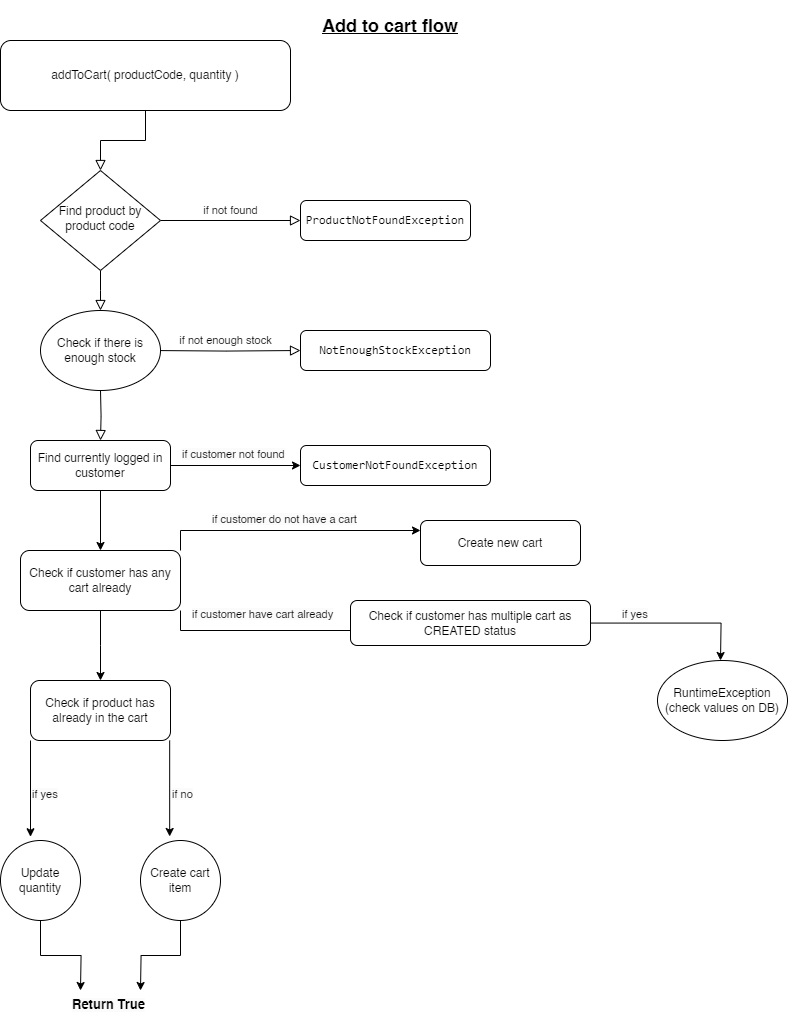 Add to cart flow
addToCart( productCode, quantity )
Find product by
product code
if not found
ProductNotFoundException
Check if there is
enough stock
if not enough stock
NotEnoughStockException
Find currently logged in
customer
if customer not found
CustomerNotFoundException
if customer do not have a cart
Create new cart
Check if customer has any
cart already
if customer have cart already
Check if customer has multiple cart as
CREATED status
if yes
RuntimeException
(check values on DB)
Check if product has
already in the cart
if yes
if no
Update
quantity
Create cart
item
Return True